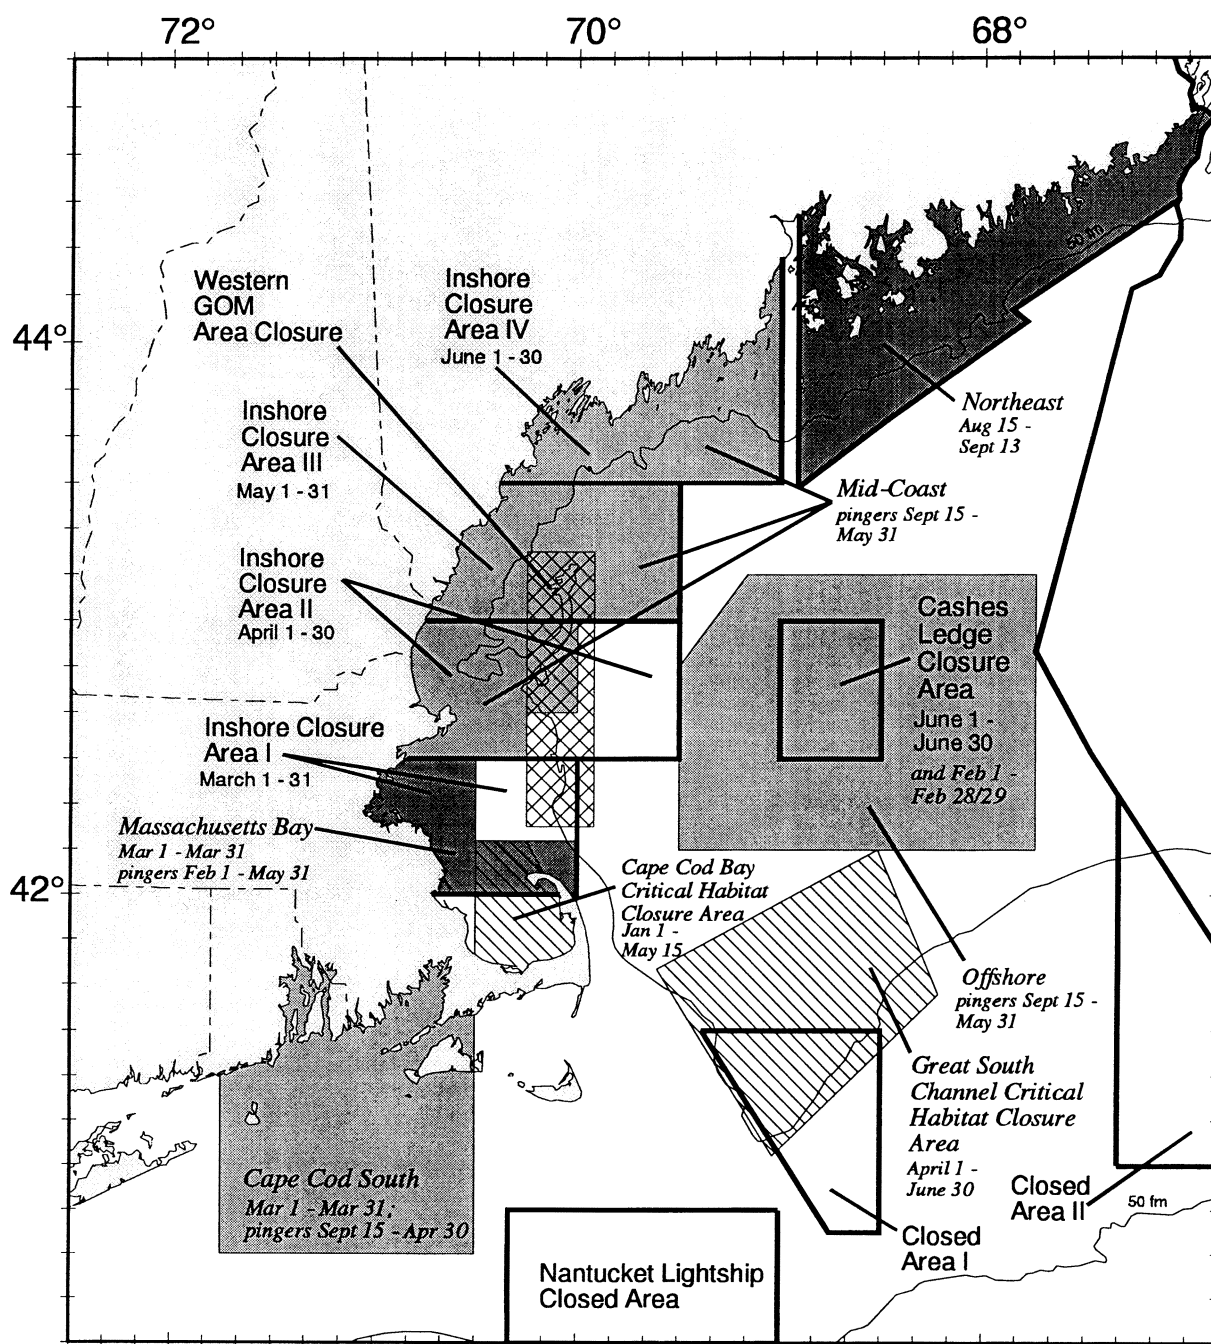 72°
70°
68°
50 fm
Western
GOM
Area Closure
Inshore
Closure
Area IV
June 1 - 30
44°
Northeast
Aug 15 -
Sept 13
Inshore
Closure
Area III
May 1 - 31
Mid-Coast
pingers Sept 15 -
May 31
Inshore
Closure
Area II
April 1 - 30
Cashes
Ledge
Closure
Area
June 1 -
June 30
and Feb 1 -
Feb 28/29
Inshore Closure
Area I
March 1 - 31
Massachusetts Bay
Mar 1 - Mar 31
pingers Feb 1 - May 31
42°
Cape Cod Bay
Critical Habitat
Closure Area
Jan 1 -
May 15
Offshore
pingers Sept 15 -
May 31
Great South
Channel Critical
Habitat Closure
Area
April 1 -
June 30
Cape Cod South
Mar 1 - Mar 31;
pingers Sept 15 - Apr 30
Closed
Area II
50 fm
Closed
Area I
Nantucket Lightship
Closed Area